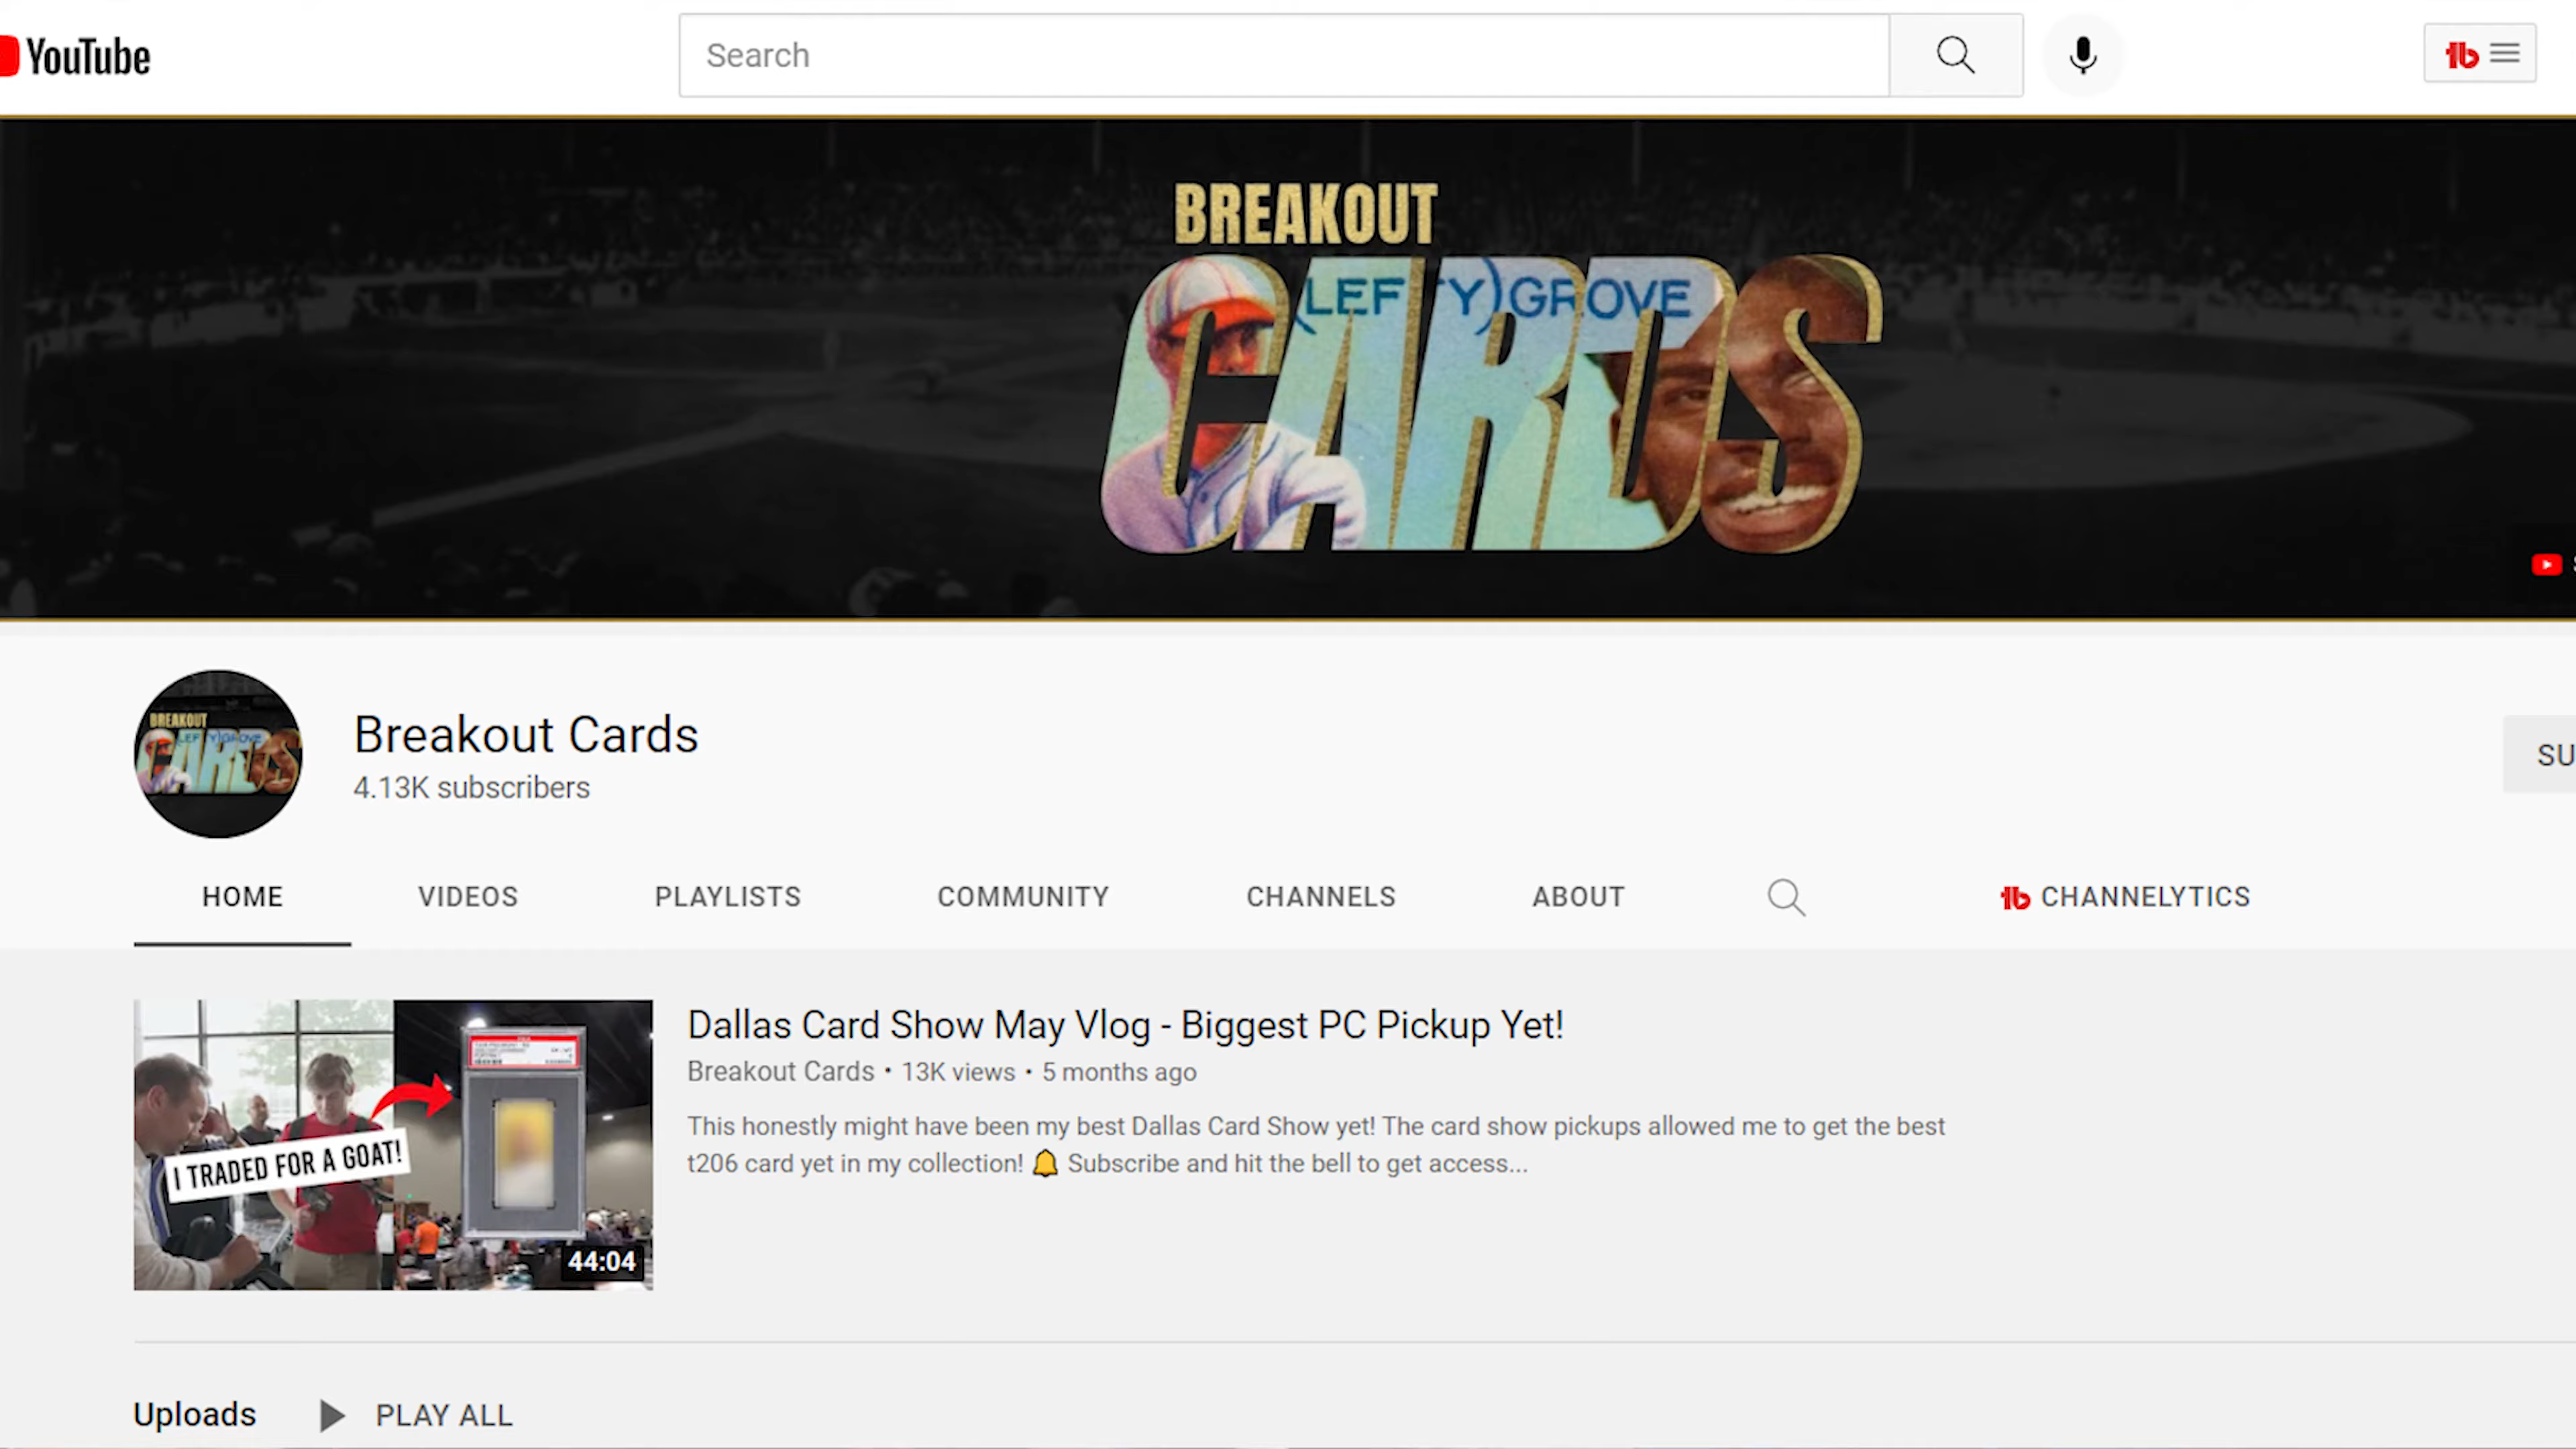 YouTube
Search
BREAKOUT
CARDS
(LEFTY) GROVE
BREAKOUT
CARDS
Breakout Cards
4.13K subscribers
SU
HOME
VIDEOS
PLAYLISTS
COMMUNITY
CHANNELS
ABOUT
CHANNELYTICS
I TRADED FOR A GOAT!
44:04
Dallas Card Show May Vlog - Biggest PC Pickup Yet!
Breakout Cards • 13K views • 5 months ago
This honestly might have been my best Dallas Card Show yet! The card show pickups allowed me to get the best
t206 card yet in my collection! 🔔 Subscribe and hit the bell to get access...
Uploads
PLAY ALL